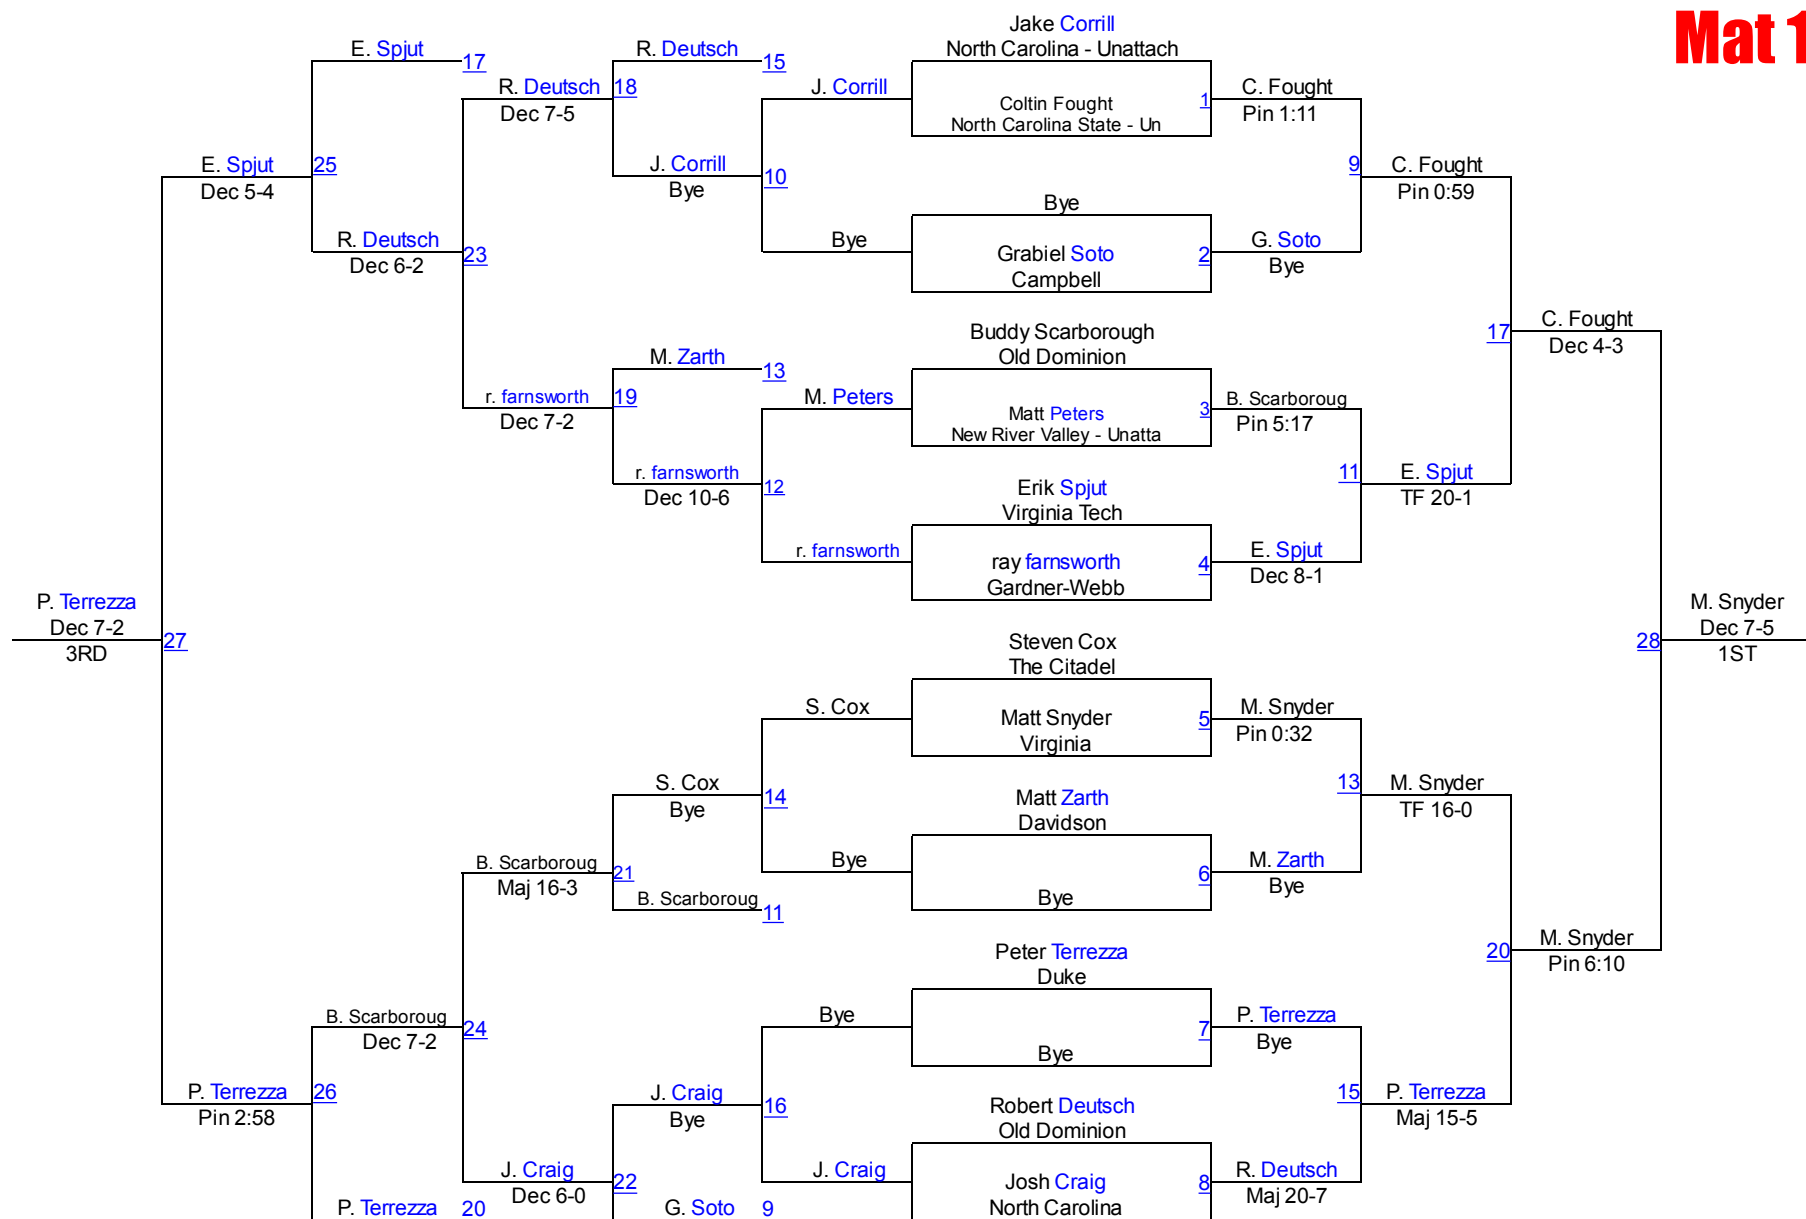 Mat 1
Jake Corrill
E. Spjut
R. Deutsch
North Carolina - Unattach
17
15
R. Deutsch
18
J. Corrill
C. Fought
Dec 7-5
Coltin Fought
1
Pin 1:11
North Carolina State - Un
E. Spjut
25
J. Corrill
10
9
C. Fought
Dec 5-4
Bye
Pin 0:59
Bye
R. Deutsch
23
Bye
Grabiel Soto
2
G. Soto
Dec 6-2
Campbell
Bye
Buddy Scarborough
17
C. Fought
M. Zarth
Old Dominion
Dec 4-3
13
r. farnsworth
19
M. Peters
Matt Peters
3
B. Scarboroug
Dec 7-2
New River Valley - Unatta
Pin 5:17
r. farnsworth
12
Erik Spjut
11
E. Spjut
Dec 10-6
Virginia Tech
TF 20-1
r. farnsworth
ray farnsworth
4
E. Spjut
Gardner-Webb
Dec 8-1
P. Terrezza
M. Snyder
Dec 7-2
Dec 7-5
3RD
27
Steven Cox
28
1ST
The Citadel
S. Cox
Matt Snyder
5
M. Snyder
Virginia
Pin 0:32
S. Cox
14
Matt Zarth
13
M. Snyder
Bye
Davidson
TF 16-0
B. Scarboroug
21
Bye
6
M. Zarth
Maj 16-3
Bye
Bye
B. Scarboroug
11
Peter Terrezza
20
M. Snyder
Duke
Pin 6:10
B. Scarboroug
24
Bye
7
P. Terrezza
Dec 7-2
Bye
Bye
P. Terrezza
26
J. Craig
16
Robert Deutsch
15
P. Terrezza
Pin 2:58
Bye
Old Dominion
Maj 15-5
J. Craig
22
J. Craig
Josh Craig
8
R. Deutsch
Dec 6-0
North Carolina
Maj 20-7
P. Terrezza
20
G. Soto
9